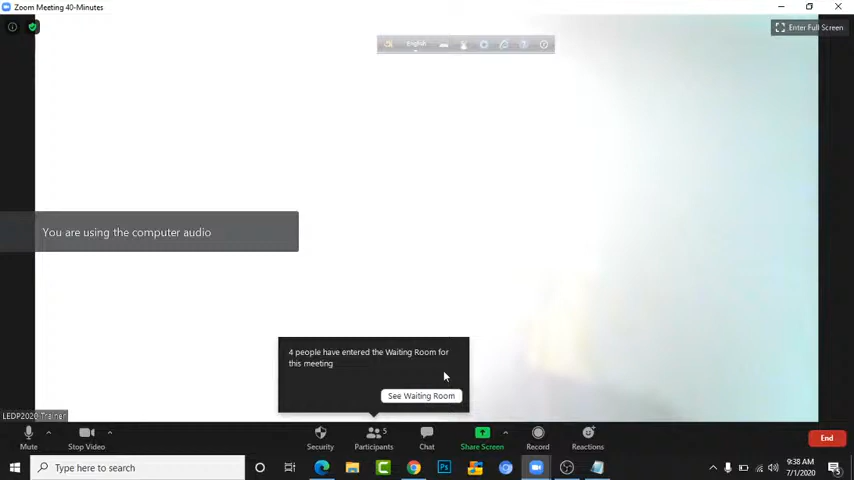 Zoom Meeting 40-Minutes
Enter Full Screen
English
You are using the computer audio
4 people have entered the Waiting Room for
this meeting
See Waiting Room
LEDP2020-Trainer
Mute
Stop Video
Security
5
Participants
Chat
Share Screen
Record
Reactions
End
Type here to search
Ps
9:38 AM
7/1/2020
5